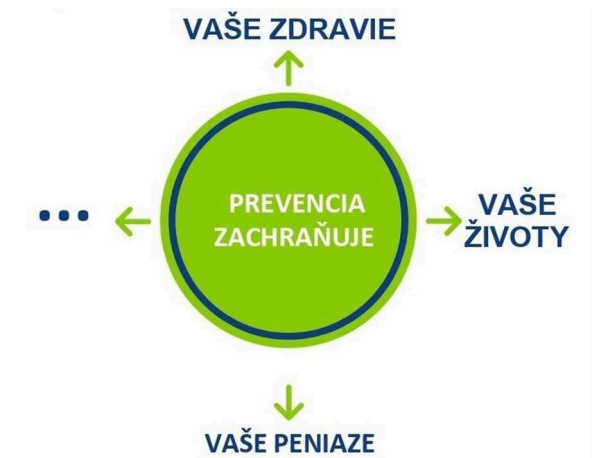 VAŠE ZDRAVIE
PREVENCIA
ZACHRAŇUJE
...
VAŠE
ŽIVOTY
VAŠE PENIAZE